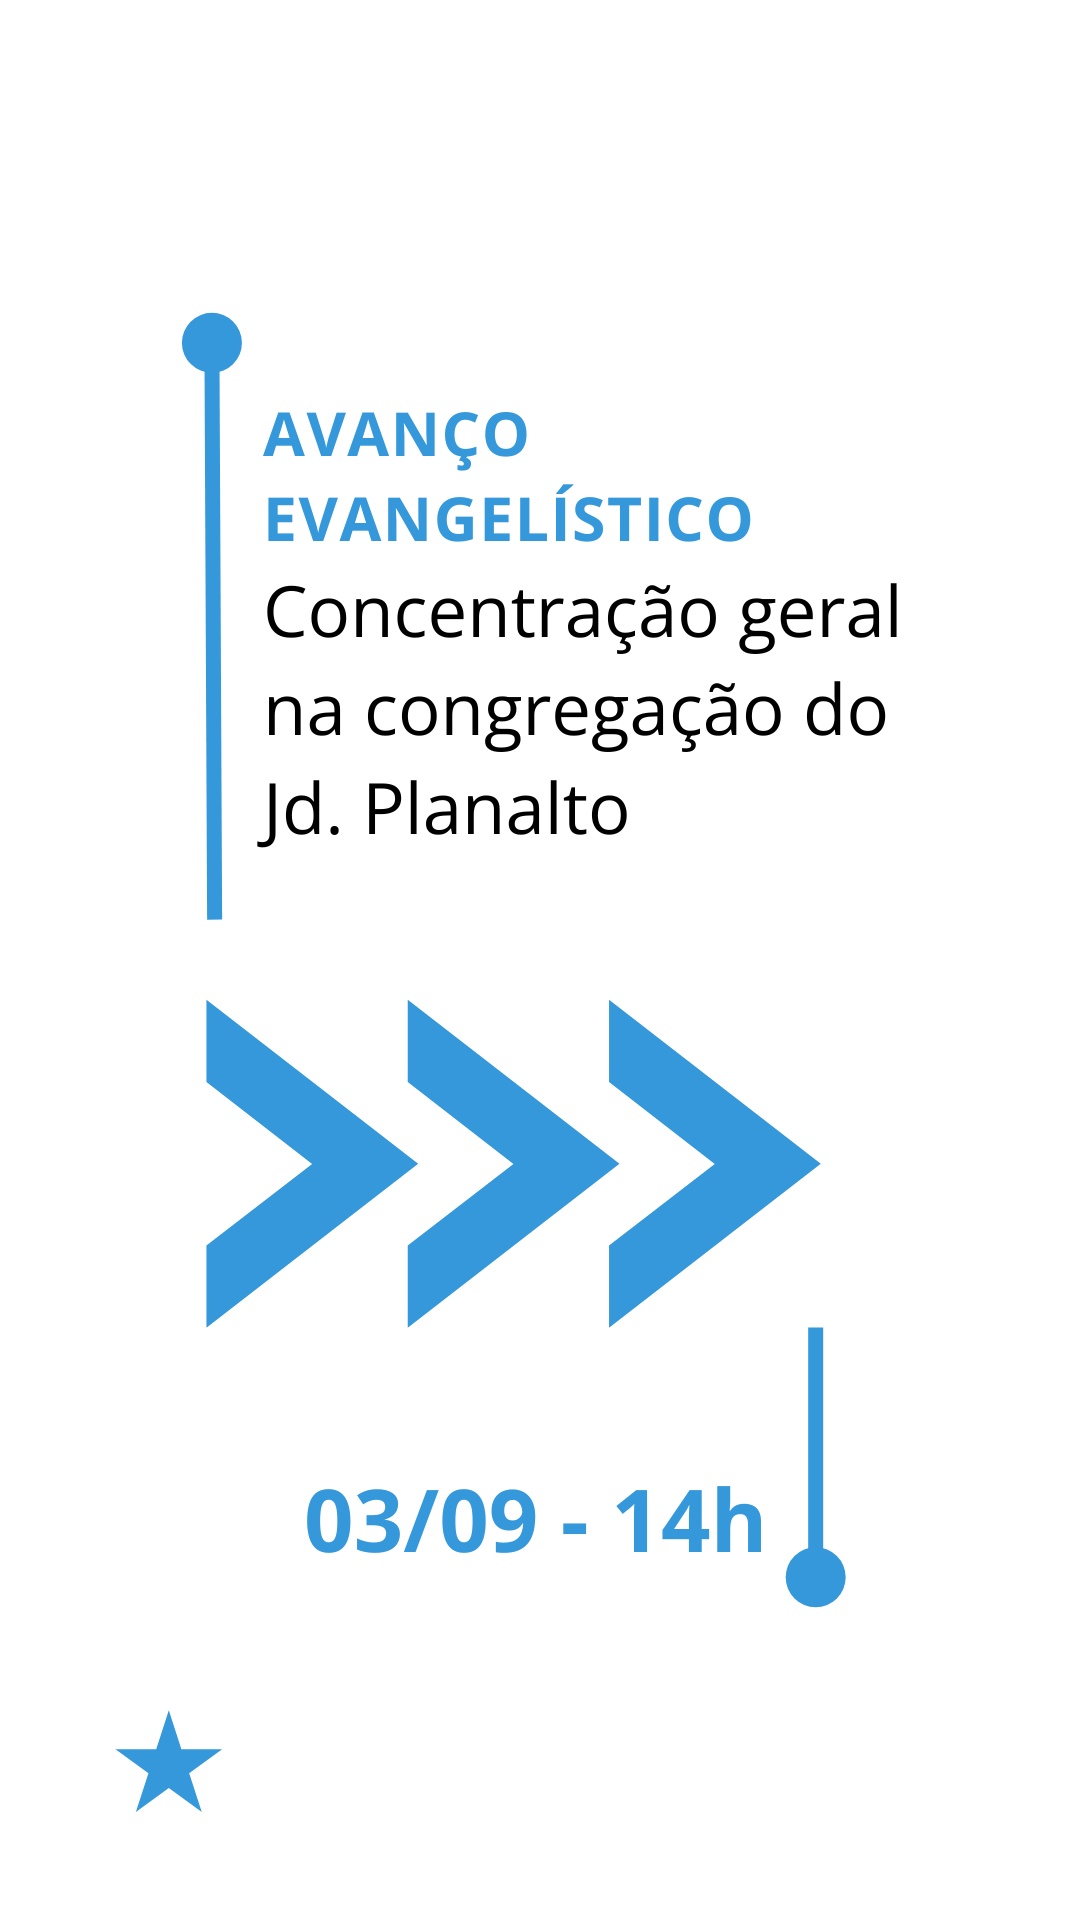 AVANÇO
EVANGELÍSTICO
Concentração geral
na congregação do
Jd. Planalto
03/09 - 14h